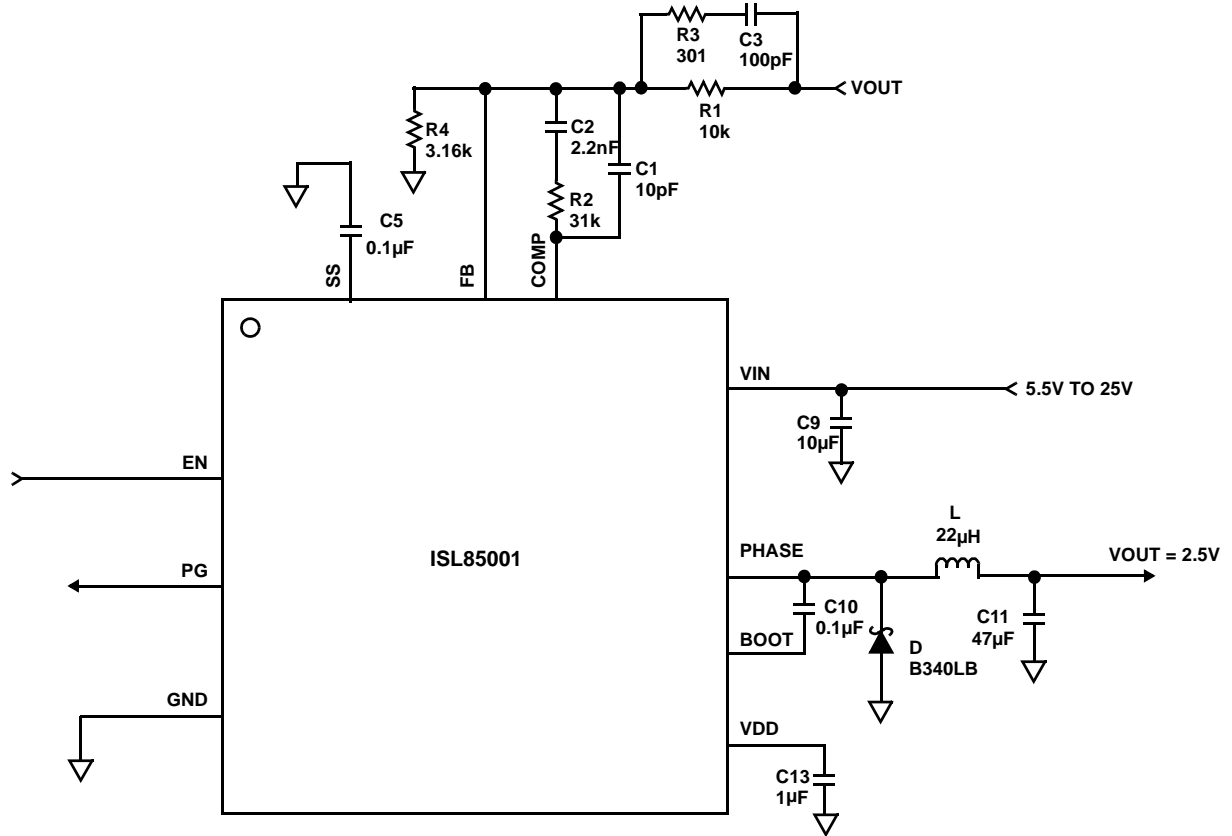 R3
301
C3
100pF
VOUT
R1
10k
R4
3.16k
C2
2.2nF
C1
10pF
R2
31k
C5
0.1µF
SS
FB
COMP
VIN
5.5V TO 25V
C9
10µF
EN
L
22µH
PHASE
VOUT = 2.5V
ISL85001
PG
C10
0.1µF
C11
47µF
BOOT
D
B340LB
GND
VDD
C13
1µF